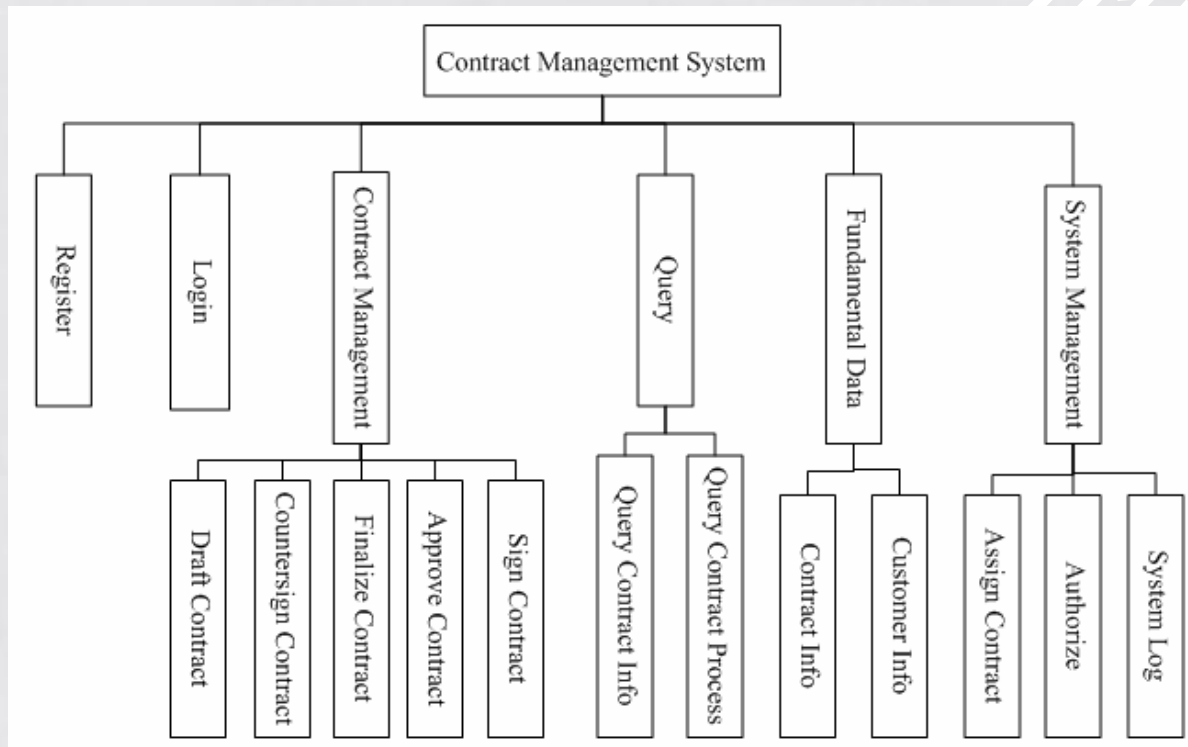 Contract Management System
Register
Login
Contract Management
Query
Fundamental Data
System Management
Draft Contract
Countersign Contract
Finalize Contract
Approve Contract
Sign Contract
Query Contract Info
Query Contract Process
Contract Info
Customer Info
Assign Contract
Authorize
System Log